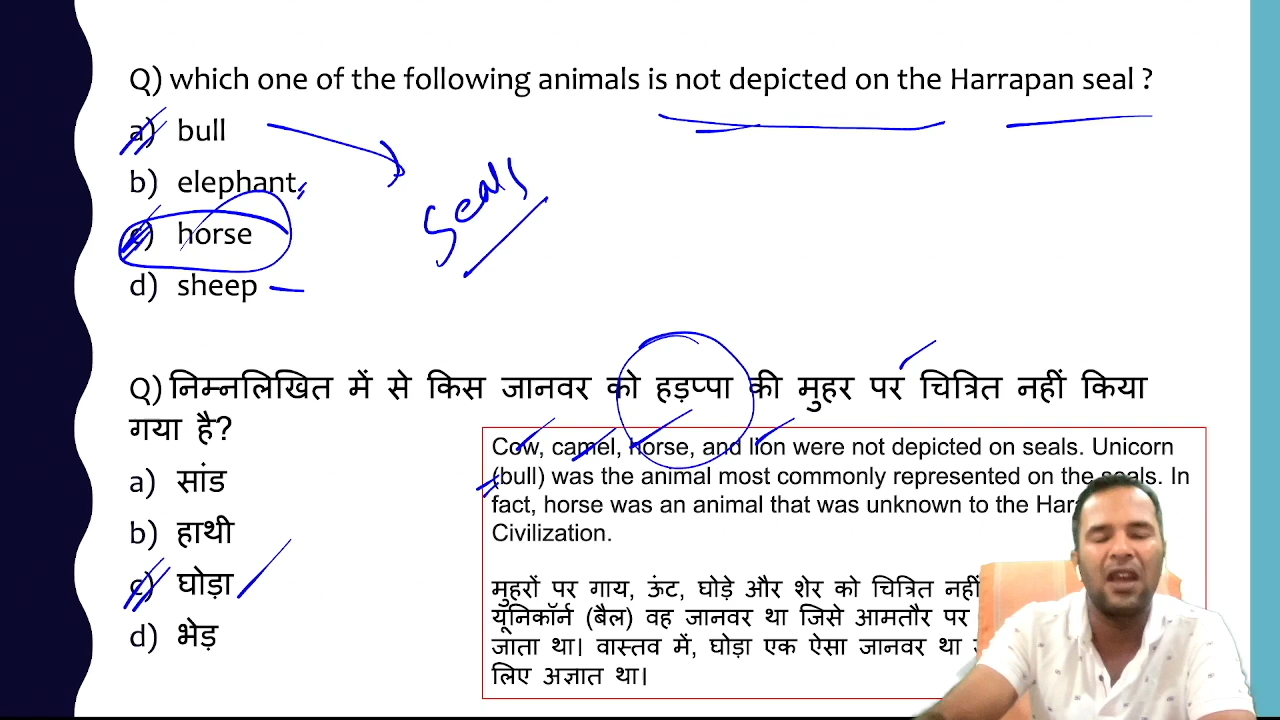 Q) which one of the following animals is not depicted on the Harrapan seal ?
a) bull
b) elephant
c) horse
d) sheep
Seals
Q) निम्नलिखित में से किस जानवर को हड़प्पा की मुहर पर चित्रित नहीं किया
गया है?
a) सांड
b) हाथी
c) घोड़ा
d) भेड़
Cow, camel, horse, and lion were not depicted on seals. Unicorn
(bull) was the animal most commonly represented on the seals. In
fact, horse was an animal that was unknown to the
Civilization.
मुहरों पर गाय, ऊंट, घोड़े और शेर को चित्रित नहीं
यूनिकॉर्न (बैल) वह जानवर था जिसे आमतौर पर
जाता था। वास्तव में, घोड़ा एक ऐसा जानवर था
लिए अज्ञात था।